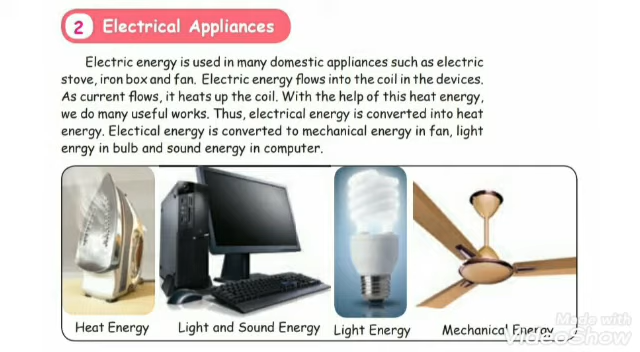 2 Electrical Appliances
Electric energy is used in many domestic appliances such as electric
stove, iron box and fan. Electric energy flows into the coil in the devices.
As current flows, it heats up the coil. With the help of this heat energy,
we do many useful works. Thus, electrical energy is converted into heat
energy. Electical energy is converted to mechanical energy in fan, light
enrgy in bulb and sound energy in computer.
Heat Energy Light and Sound Energy Light Energy Mechanical Energy
Made with
VideoShow